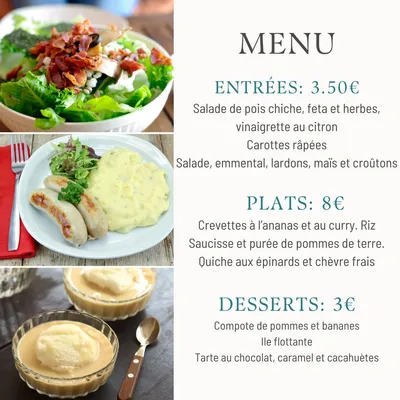 MENU
ENTRÉES: 3.50€
Salade de pois chiche, feta et herbes,
vinaigrette au citron
Carottes râpées
Salade, emmental, lardons, maïs et croûtons
PLATS: 8€
Crevettes à l'ananas et au curry. Riz
Saucisse et purée de pommes de terre.
Quiche aux épinards et chèvre frais
DESSERTS: 3€
Compote de pommes et bananes
Ile flottante
Tarte au chocolat, caramel et cacahuètes